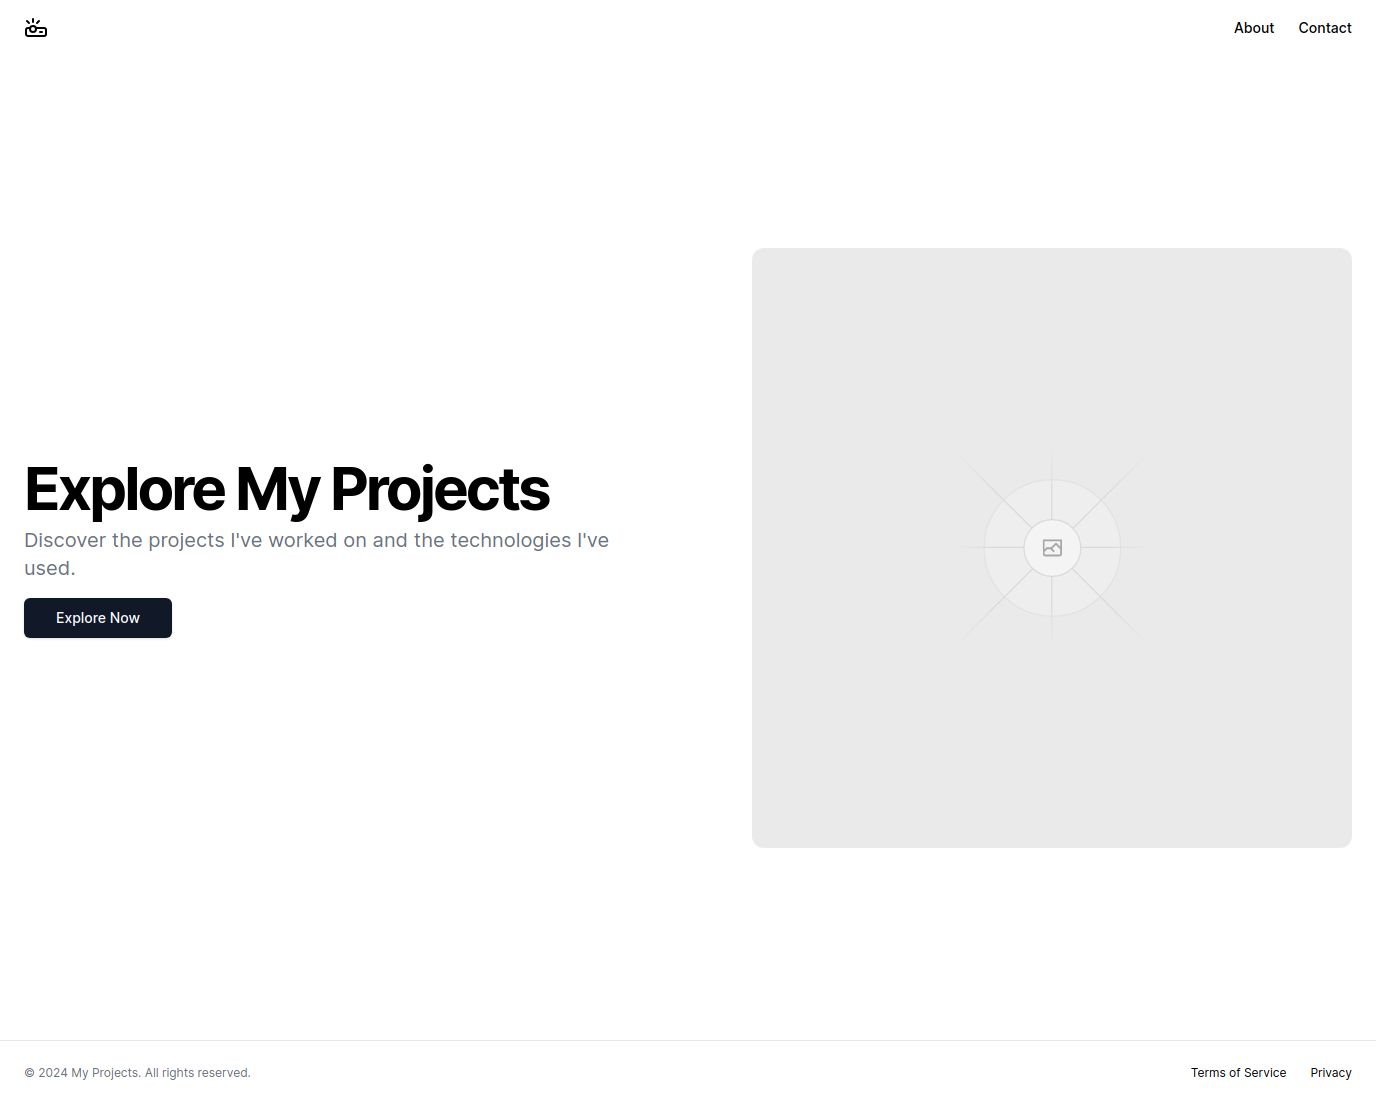 About
Contact
Explore My Projects
Discover the projects I've worked on and the technologies I've
used.
Explore Now
© 2024 My Projects. All rights reserved.
Terms of Service
Privacy